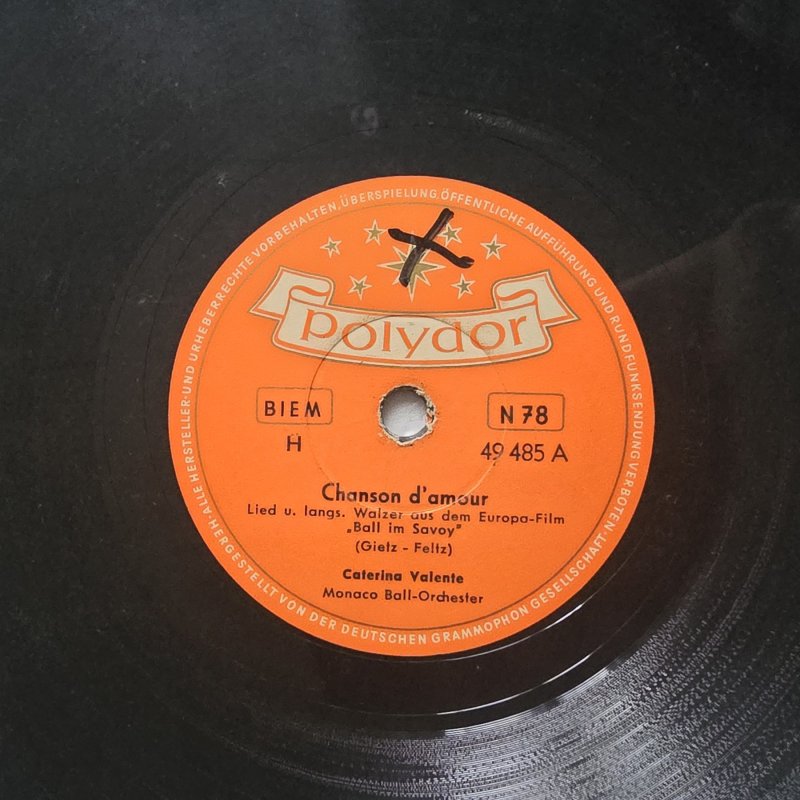 ALLE HERSTELLER- UND URHEBERRECHTE VORBEHALTEN, ÜBERSPIELUNG, ÖFFENTLICHE AUFFÜHRUNG UND RUNDFUNKSENDUNG VERBOTEN
polydor
BIEM
N 78
H
49 485 A
Chanson d'amour
Lied u. langs. Walzer aus dem Europa-Film
„Ball im Savoy"
(Gietz - Feltz)
Caterina Valente
Monaco Ball-Orchester
·HERGESTELLT VON DER DEUTSCHEN GRAMMOPHON GESELLSCHAFT·